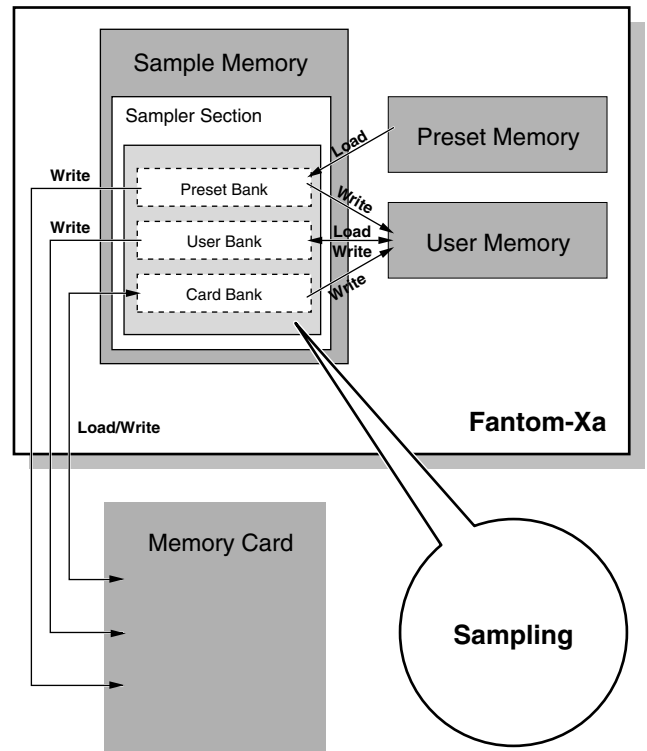 Sample Memory
Sampler Section
Preset Memory
Load
Write
Preset Bank
Write
Write
User Bank
Load
Write
User Memory
Card Bank
Write
Fantom-Xa
Load/Write
Memory Card
Sampling